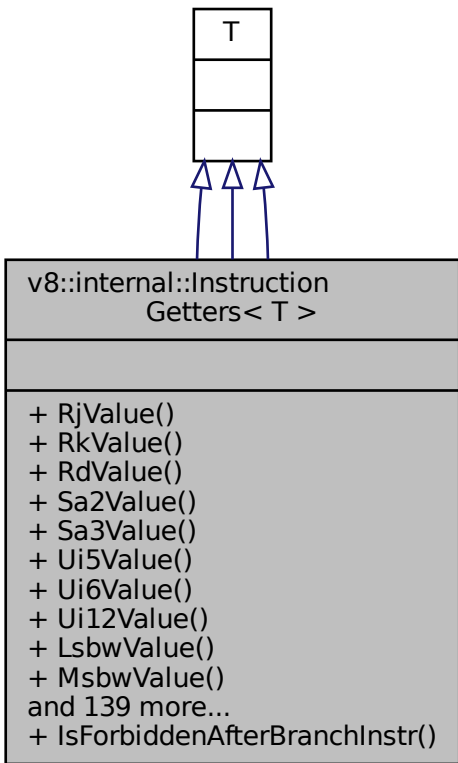 T
v8::internal::Instruction
Getters< T >
+ RjValue()
+ RkValue()
+ RdValue()
+ Sa2Value()
+ Sa3Value()
+ Ui5Value()
+ Ui6Value()
+ Ui12Value()
+ LsbwValue()
+ MsbwValue()
and 139 more...
+ IsForbiddenAfterBranchInstr()